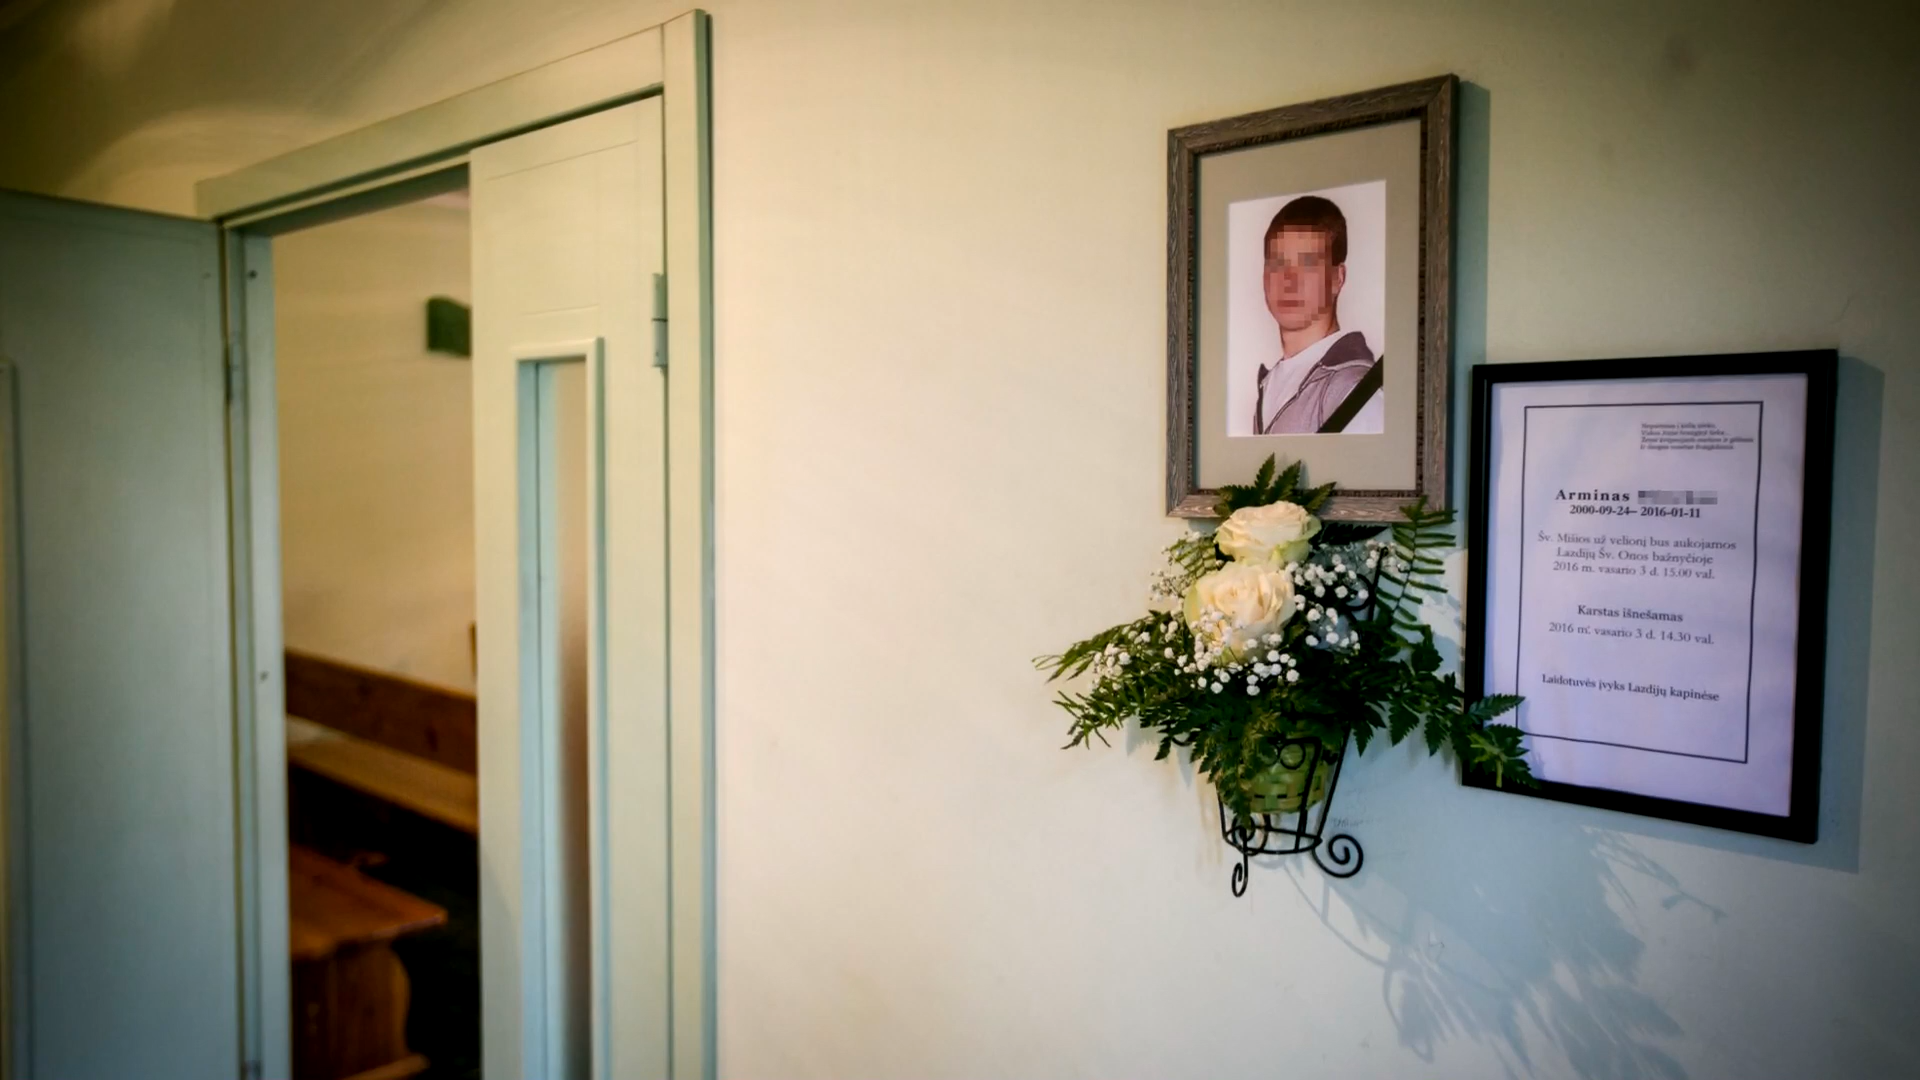 Arminas
2000-09-24– 2016-01-11
Šv. Mišios už velionį bus aukojamos
Lazdijų Šv. Onos bažnyčioje
2016 m. vasario 3 d. 15.00 val.
Karstas išnešamas
2016 m. vasario 3 d. 14.30 val.
Laidotuvės įvyks Lazdijų kapinėse